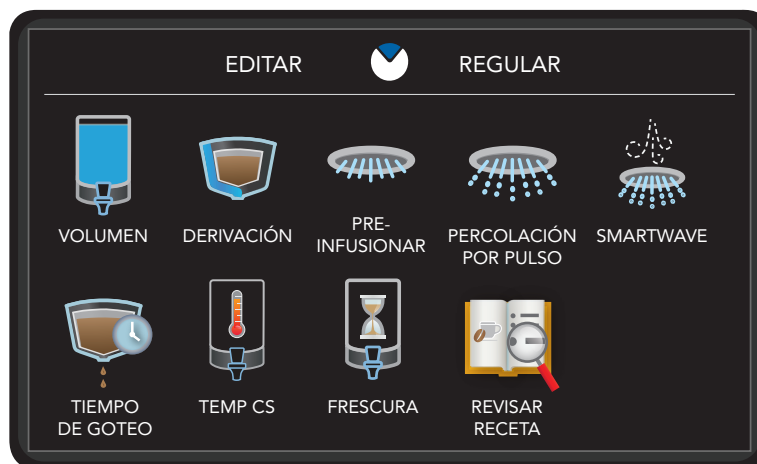 EDITAR REGULAR
VOLUMEN
DERIVACIÓN
PRE-
INFUSIONAR
PERCOLACIÓN
POR PULSO
SMARTWAVE
TIEMPO
DE GOTEO
TEMP CS
FRESCURA
REVISAR
RECETA